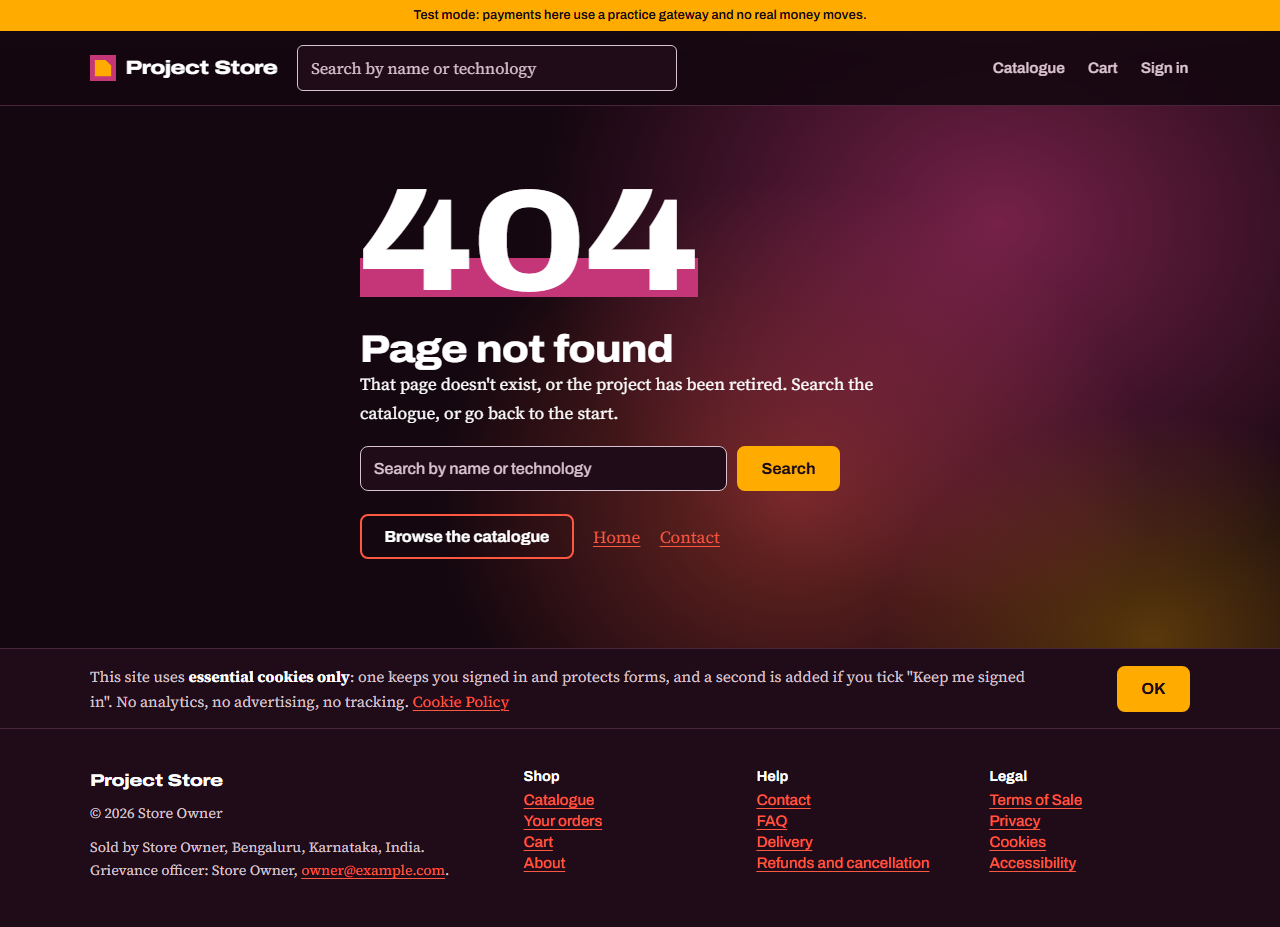 Test mode: payments here use a practice gateway and no real money moves.
Project Store
Search by name or technology
Catalogue
Cart
Sign in
404
Page not found
That page doesn't exist, or the project has been retired. Search the
catalogue, or go back to the start.
Search by name or technology
Search
Browse the catalogue
Home
Contact
This site uses essential cookies only: one keeps you signed in and protects forms, and a second is added if you tick "Keep me signed
in". No analytics, no advertising, no tracking. Cookie Policy
OK
Project Store
© 2026 Store Owner
Sold by Store Owner, Bengaluru, Karnataka, India.
Grievance officer: Store Owner, owner@example.com.
Shop
Catalogue
Your orders
Cart
About
Help
Contact
FAQ
Delivery
Refunds and cancellation
Legal
Terms of Sale
Privacy
Cookies
Accessibility